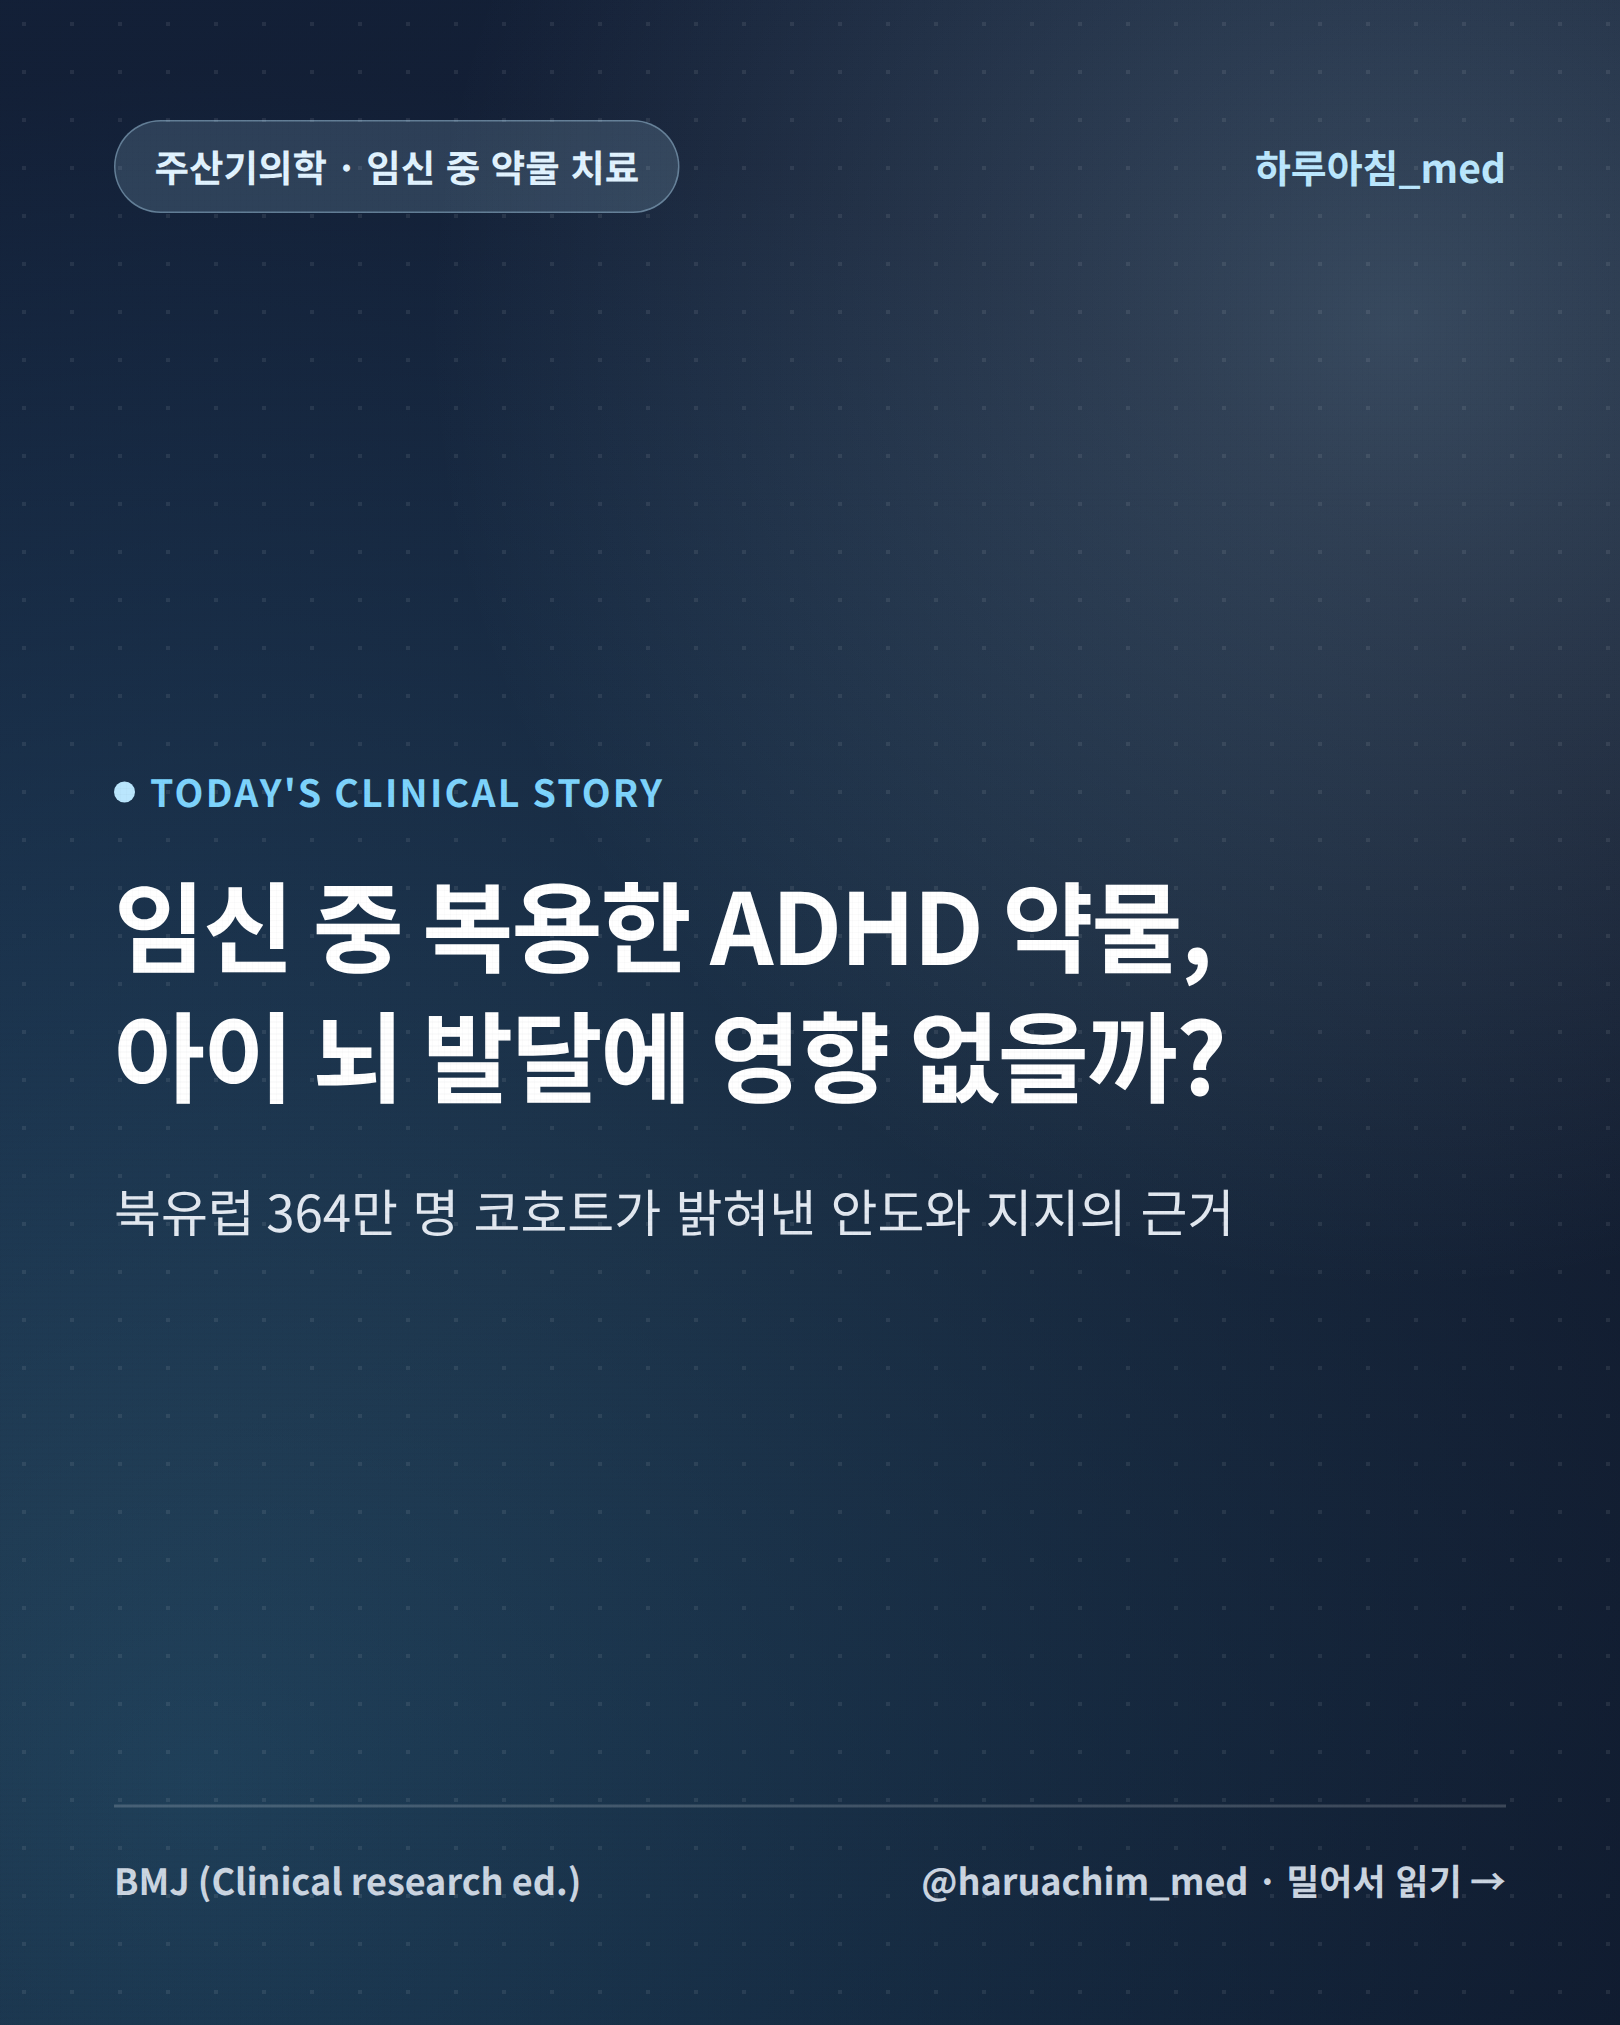 주산기의학 · 임신 중 약물 치료
하루아침_med
TODAY'S CLINICAL STORY
임신 중 복용한 ADHD 약물,
아이 뇌 발달에 영향 없을까?
북유럽 364만 명 코호트가 밝혀낸 안도와 지지의 근거
BMJ (Clinical research ed.)
@haruachim_med · 밀어서 읽기 →